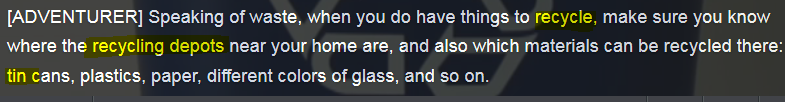 [ADVENTURER] Speaking of waste, when you do have things to recycle, make sure you know
where the recycling depots near your home are, and also which materials can be recycled there:
tin cans, plastics, paper, different colors of glass, and so on.